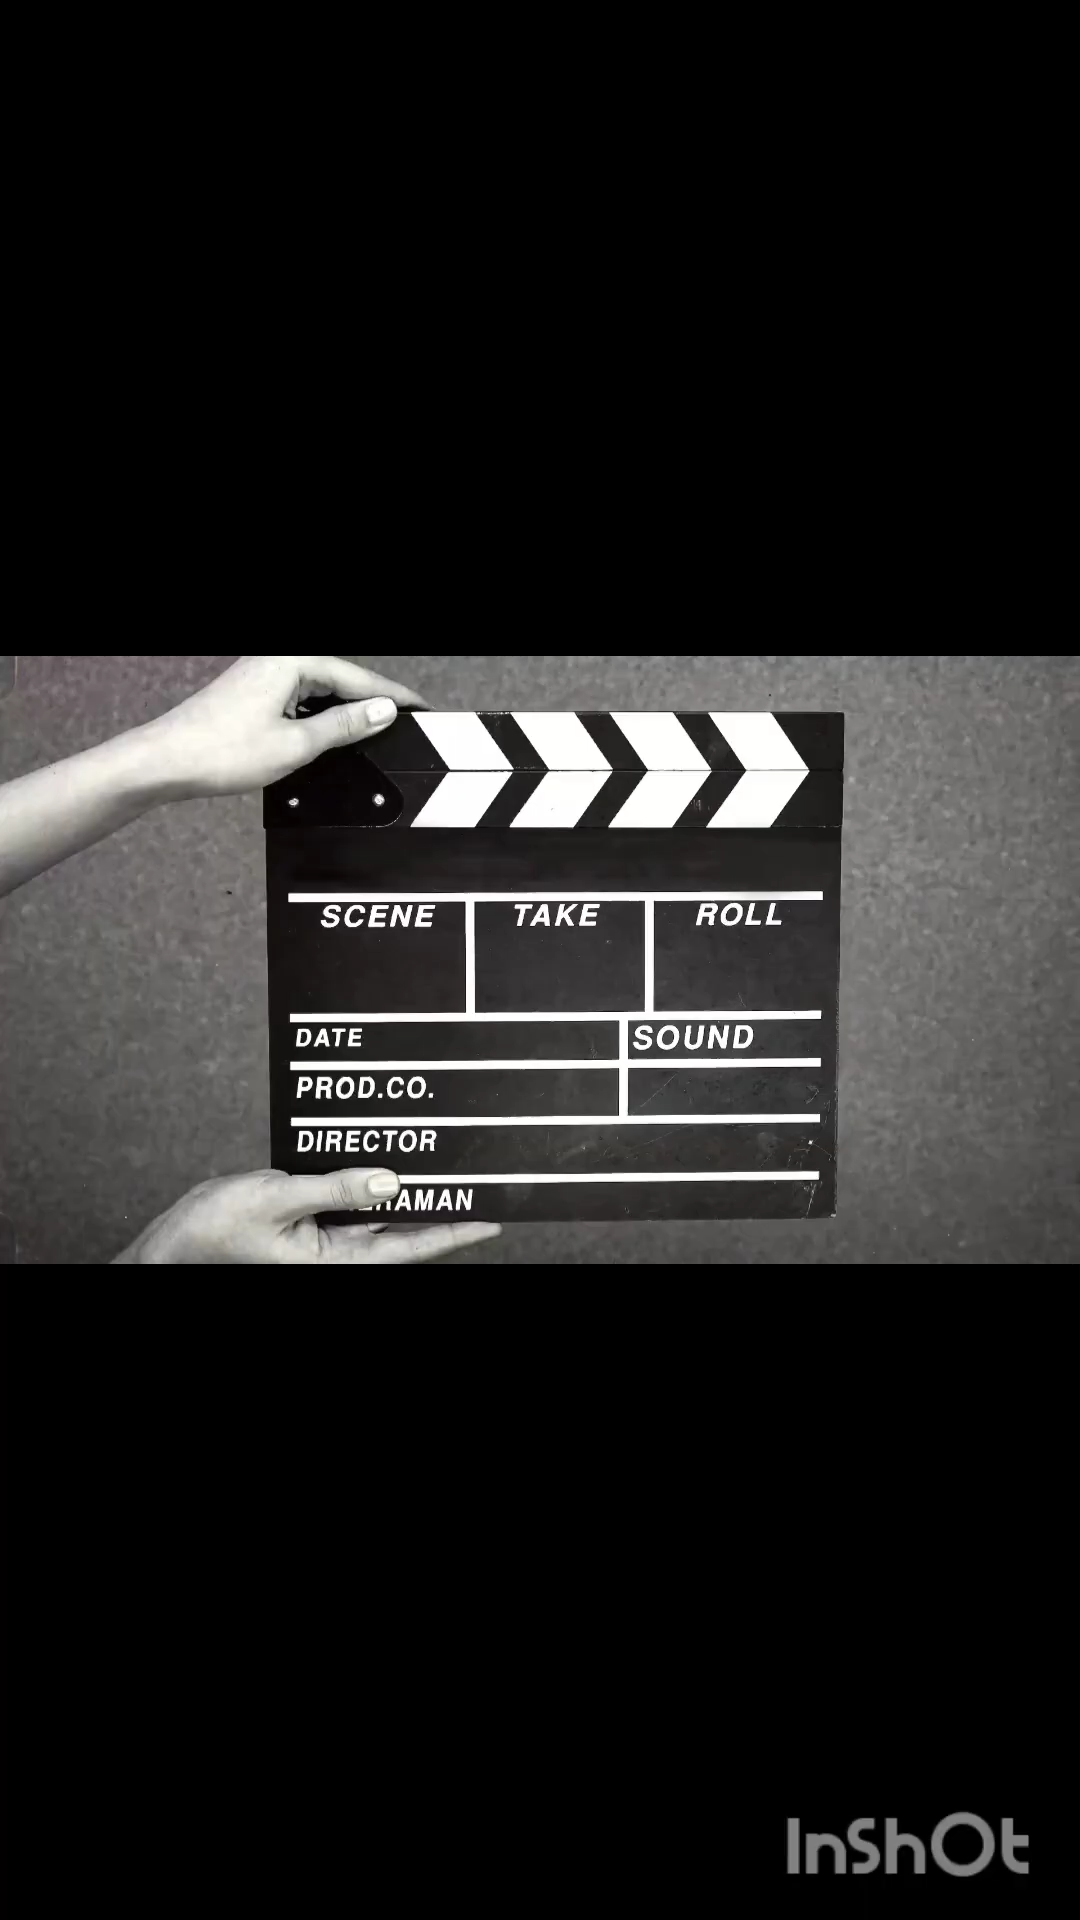 SCENE TAKE ROLL
DATE SOUND
PROD.CO.
DIRECTOR
InShOt